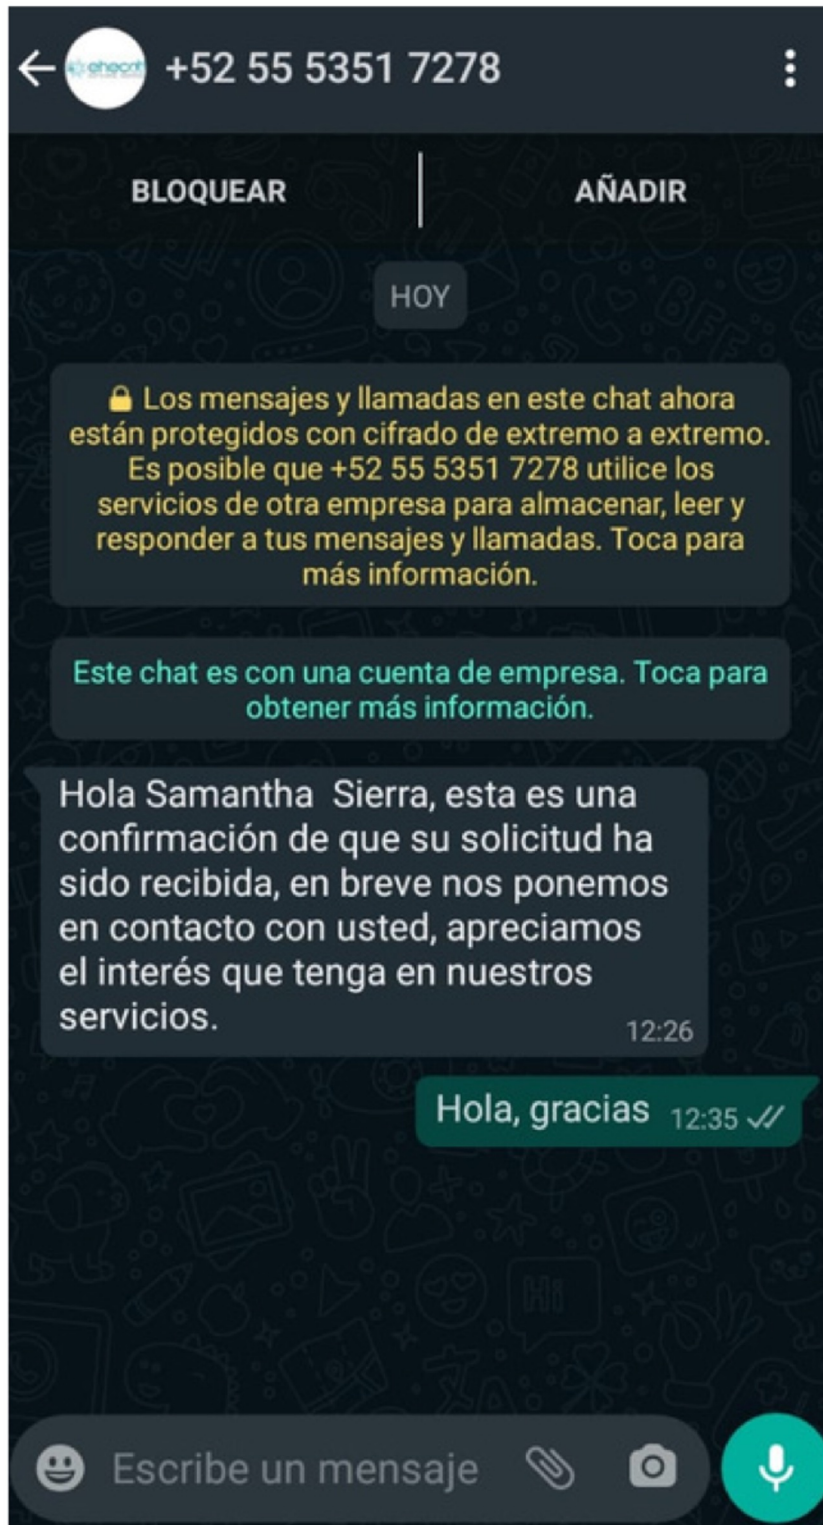 +52 55 5351 7278
BLOQUEAR
AÑADIR
HOY
Los mensajes y llamadas en este chat ahora
están protegidos con cifrado de extremo a extremo.
Es posible que +52 55 5351 7278 utilice los
servicios de otra empresa para almacenar, leer y
responder a tus mensajes y llamadas. Toca para
más información.
Este chat es con una cuenta de empresa. Toca para
obtener más información.
Hola Samantha  Sierra, esta es una
confirmación de que su solicitud ha
sido recibida, en breve nos ponemos
en contacto con usted, apreciamos
el interés que tenga en nuestros
servicios.
12:26
Hola, gracias 12:35
Escribe un mensaje